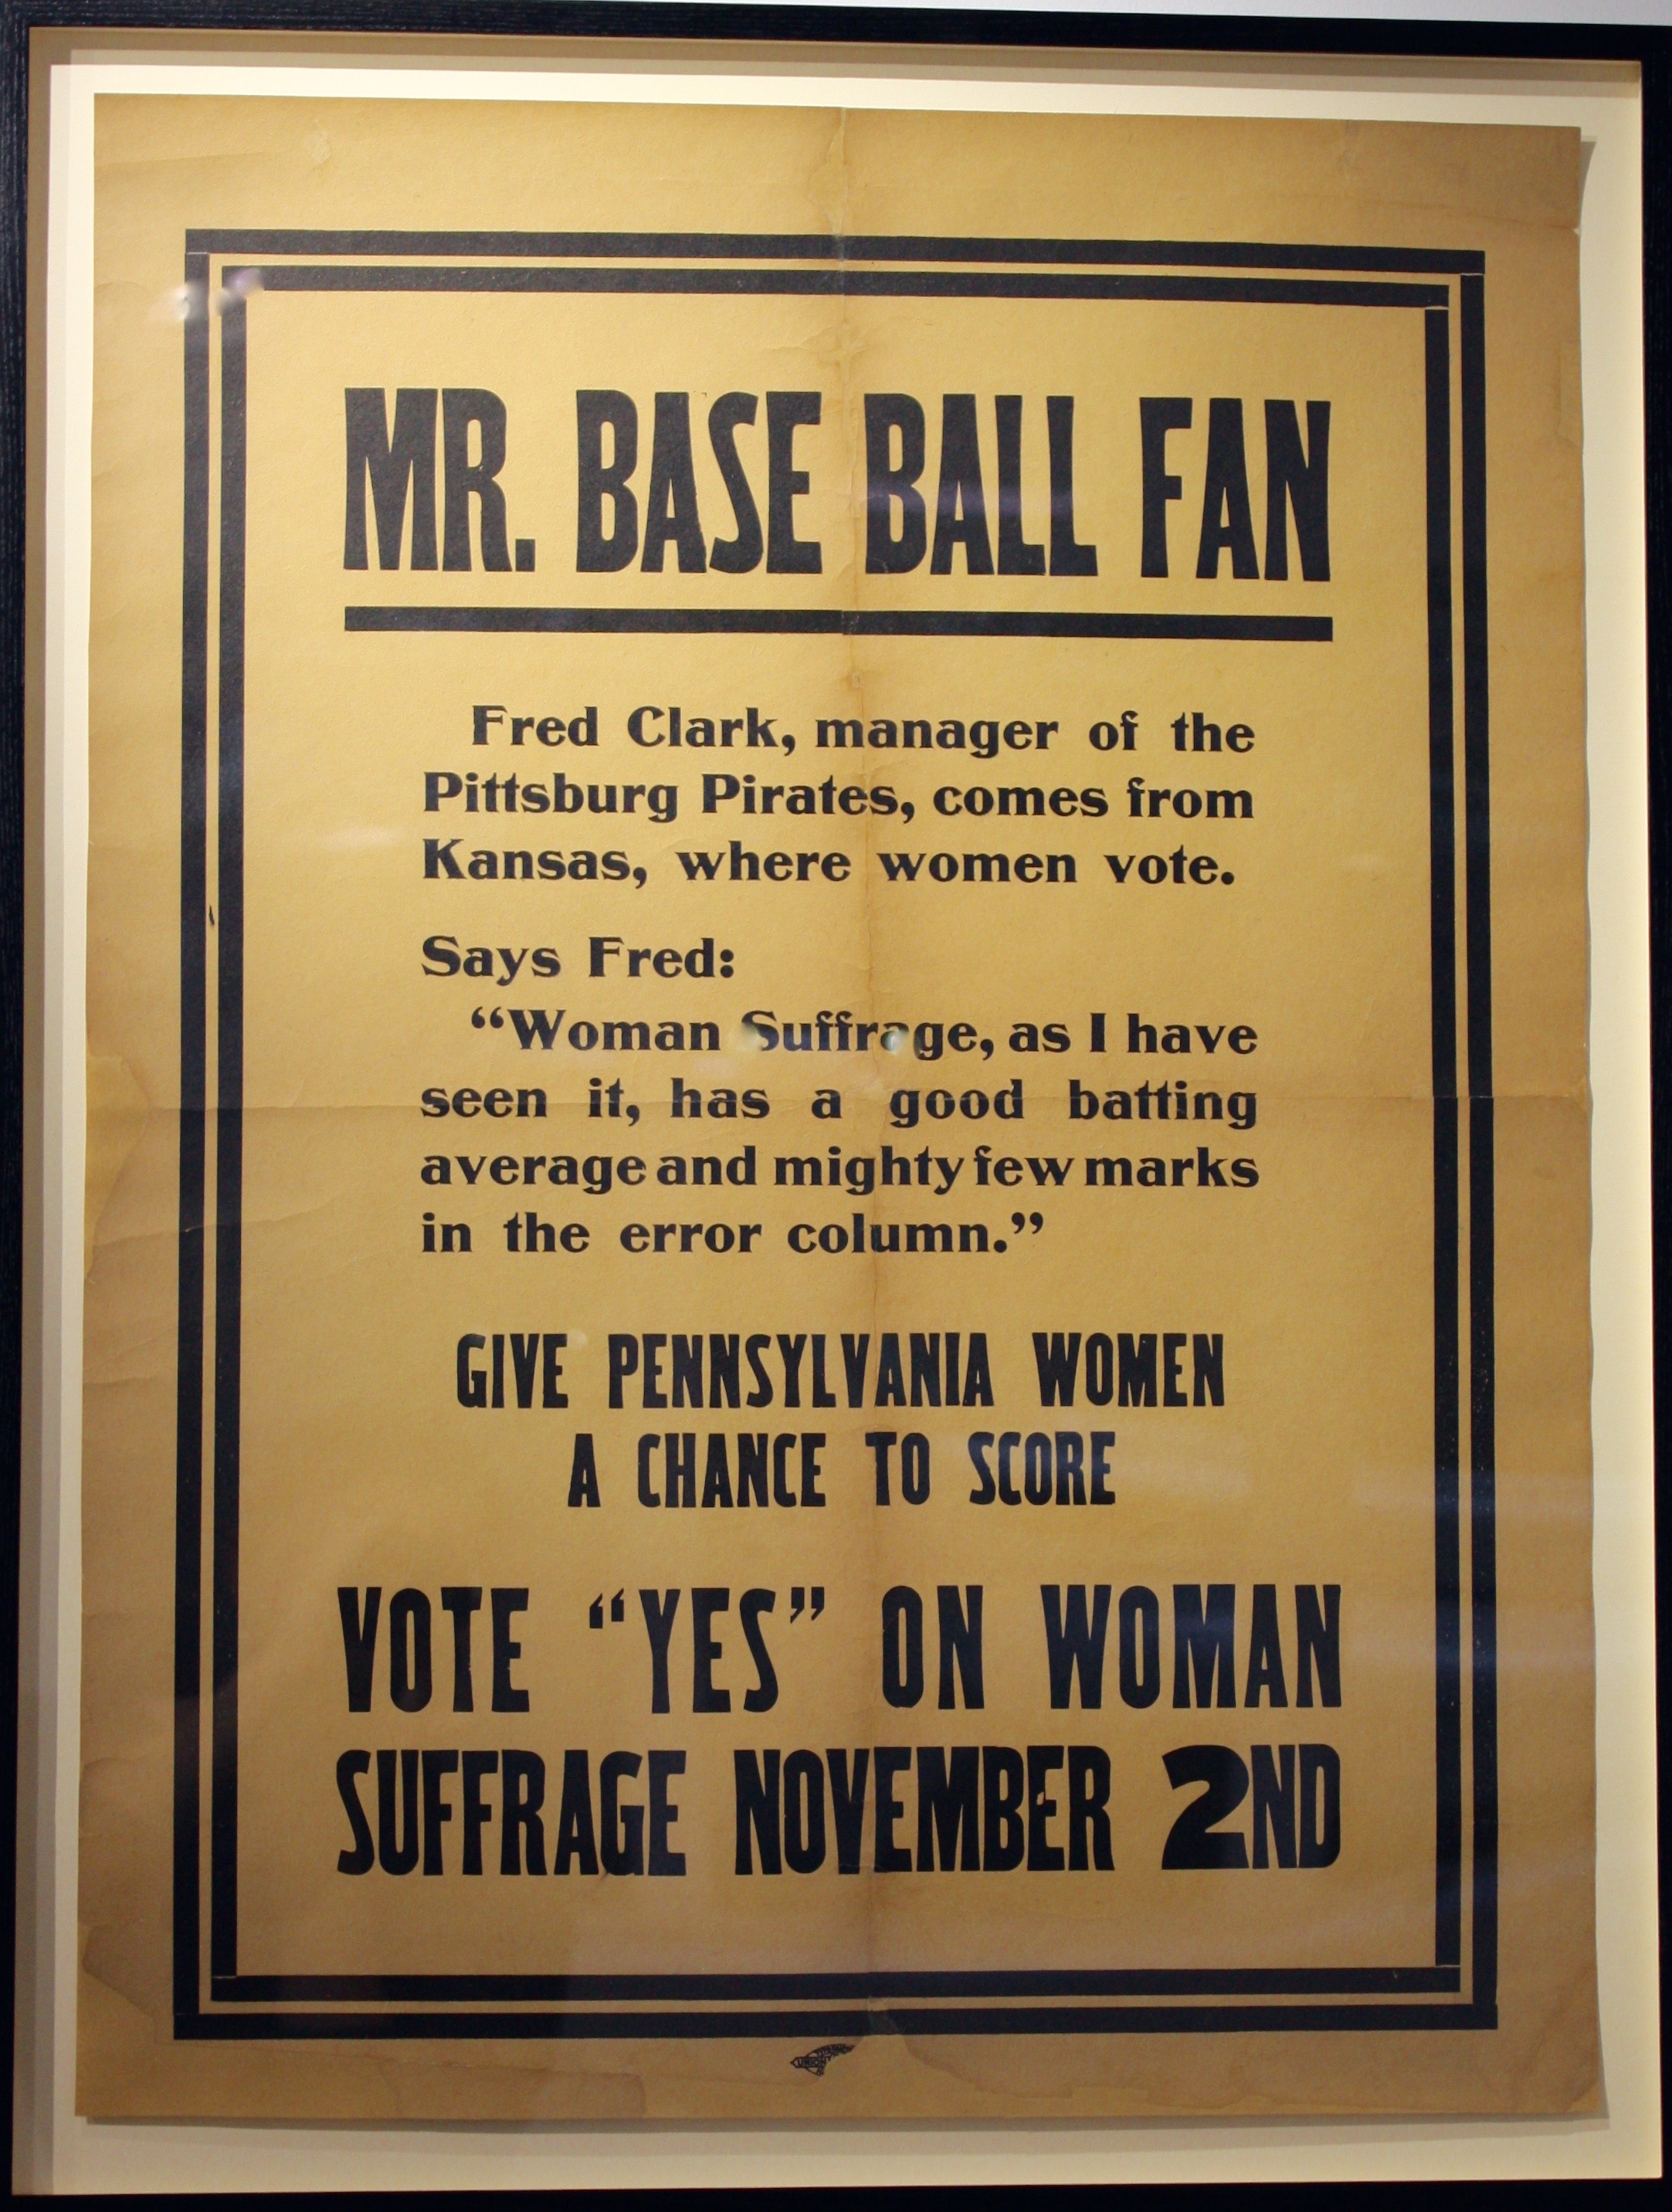 MR. BASE BALL FAN
Fred Clark, manager of the
Pittsburg Pirates, comes from
Kansas, where women vote.
Says Fred:
“Woman Suffrage, as I have
seen it, has a good batting
average and mighty few marks
in the error column.”
GIVE PENNSYLVANIA WOMEN
A CHANCE TO SCORE
VOTE “YES” ON WOMAN
SUFFRAGE NOVEMBER 2ND